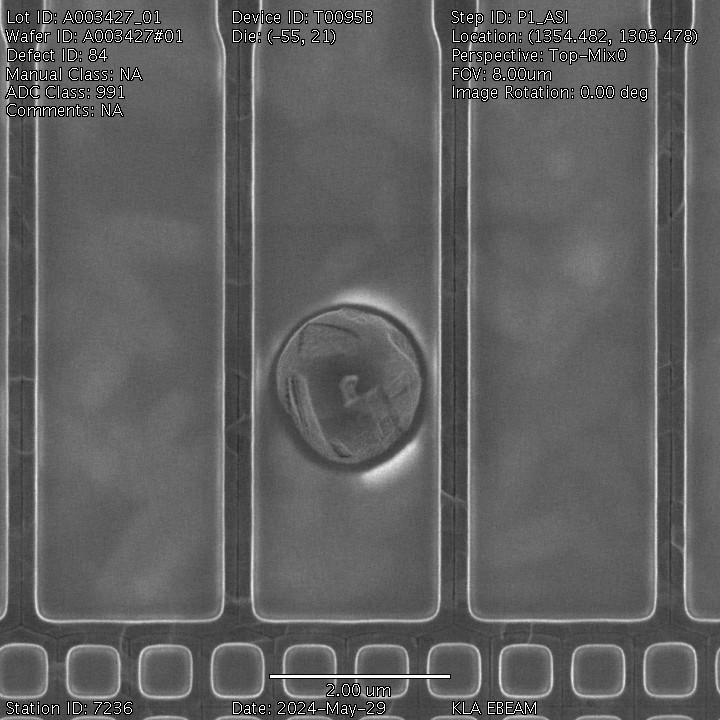 Lot ID: A003427_01
Wafer ID: A003427#01
Defect ID: 84
Manual Class: NA
ADC Class: 991
Comments: NA
Device ID: T0095B
Die: (-55, 21)
Step ID: P1_ASI
Location: (1354.482, 1303.478)
Perspective: Top-Mix0
FOV: 8.00um
Image Rotation: 0.00 deg
2.00 um
Station ID: 7236
Date: 2024-May-29
KLA EBEAM